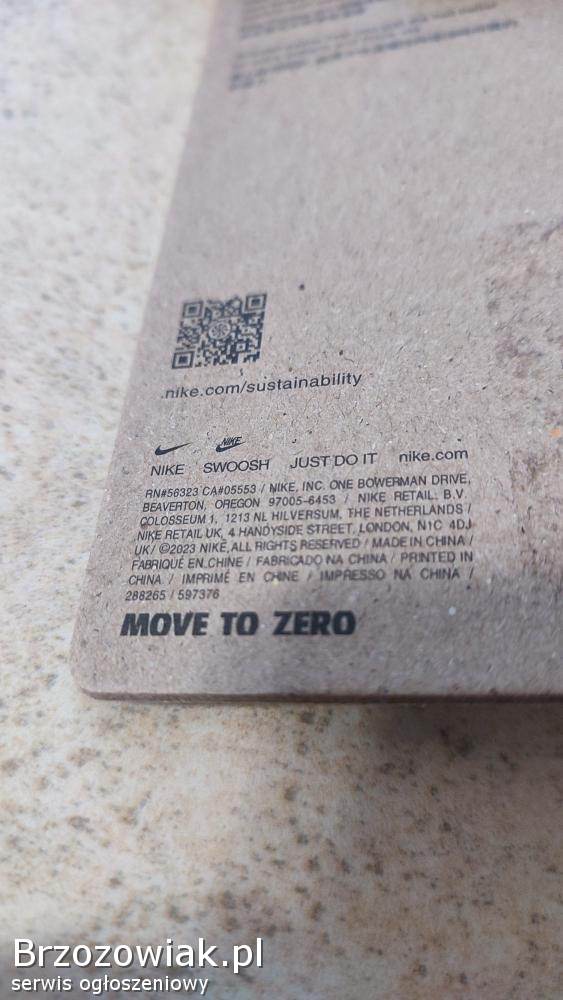 nike.com/sustainability
NIKE
NIKE SWOOSH JUST DO IT nike.com
RN#56323 CA#05553 / NIKE, INC. ONE BOWERMAN DRIVE,
BEAVERTON, OREGON 97005-6453 / NIKE RETAIL B.V.
COLOSSEUM 1, 1213 NL HILVERSUM, THE NETHERLANDS /
NIKE RETAIL UK, 4 HANDYSIDE STREET, LONDON, N1C 4DJ
UK/ ©2023 NIKE, ALL RIGHTS RESERVED / MADE IN CHINA /
FABRIQUÉ EN CHINE / FABRICADO NA CHINA / PRINTED IN
CHINA / IMPRIMÉ EN CHINE / IMPRESSO NA CHINA /
288265 / 597376
MOVE TO ZERO
Brzozowiak.pl
serwis ogłoszeniowy